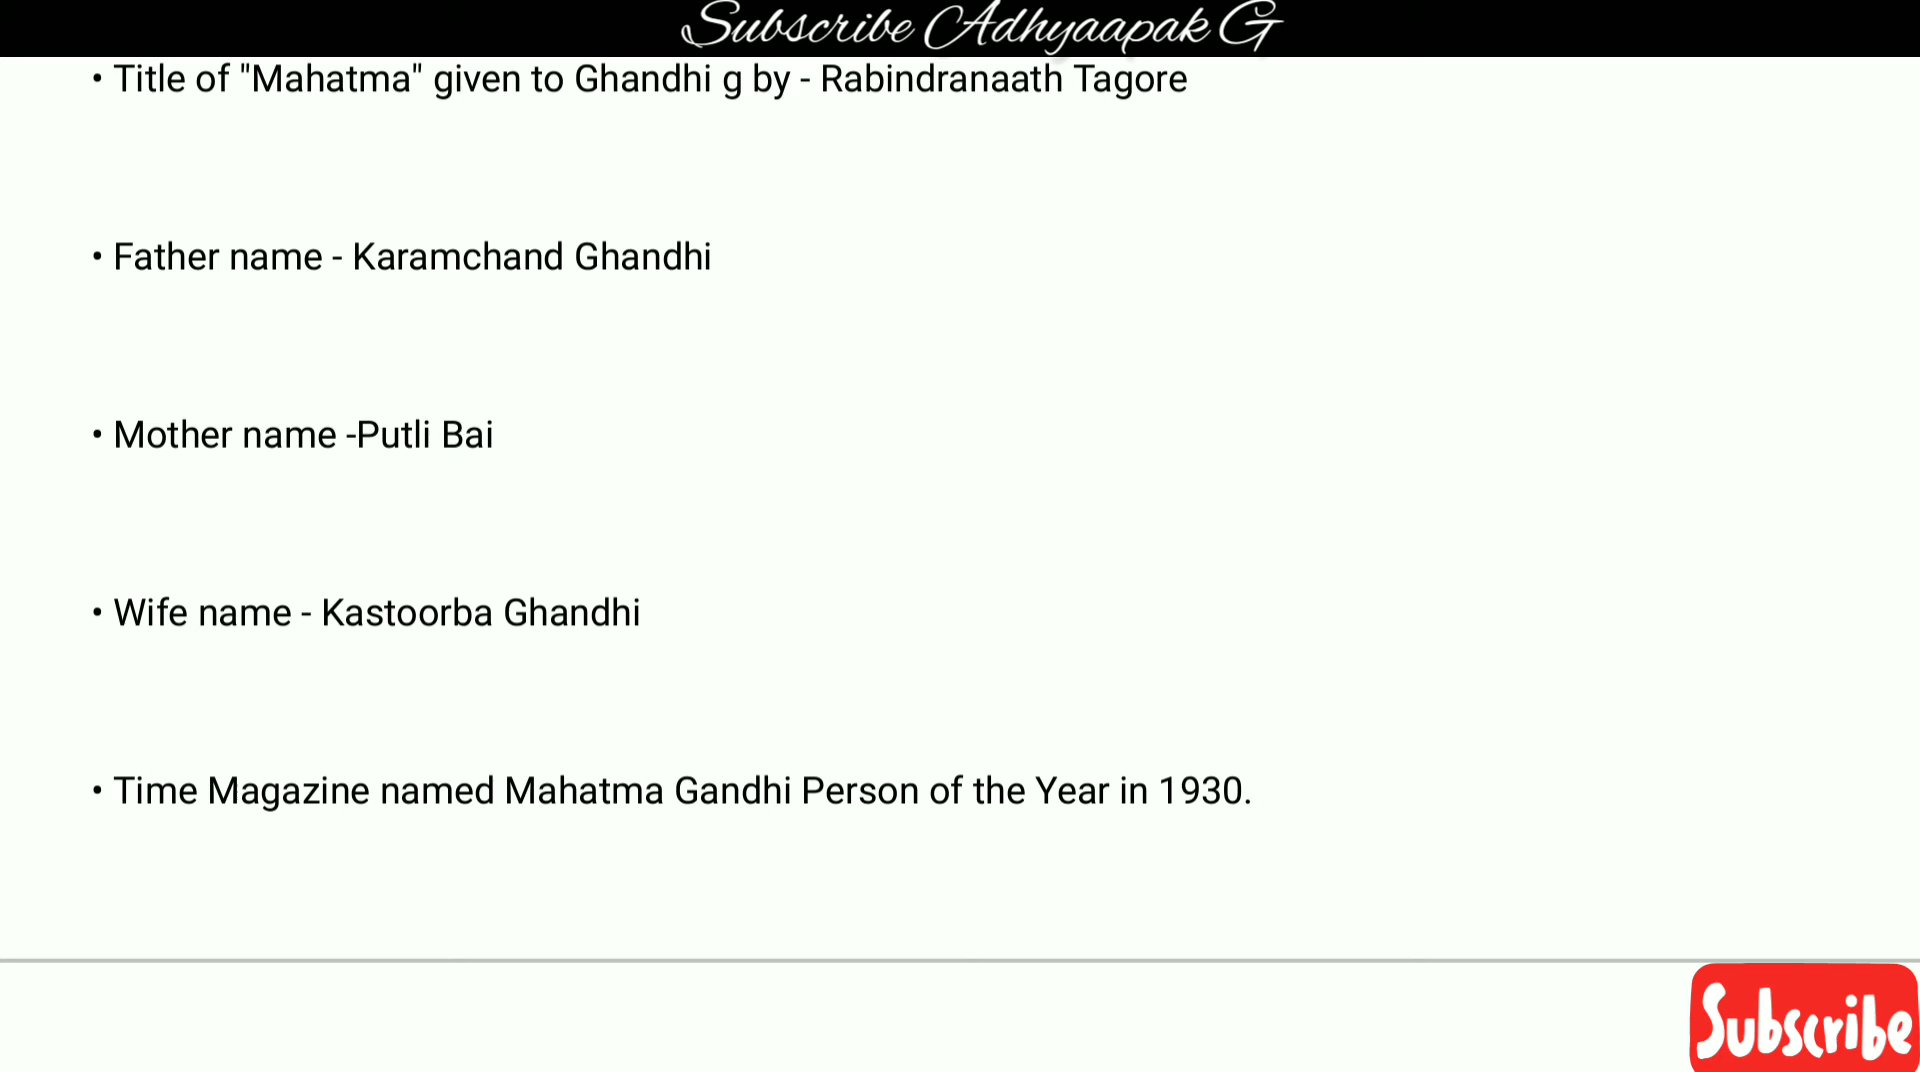 Subscribe Adhyaapak G
• Title of "Mahatma" given to Ghandhi g by - Rabindranaath Tagore
• Father name - Karamchand Ghandhi
• Mother name -Putli Bai
• Wife name - Kastoorba Ghandhi
• Time Magazine named Mahatma Gandhi Person of the Year in 1930.
Subscribe